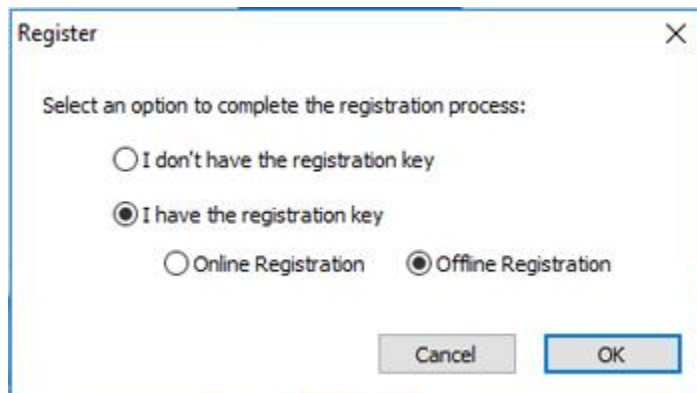 Register
Select an option to complete the registration process:
I don't have the registration key
I have the registration key
Online Registration Offline Registration
Cancel OK